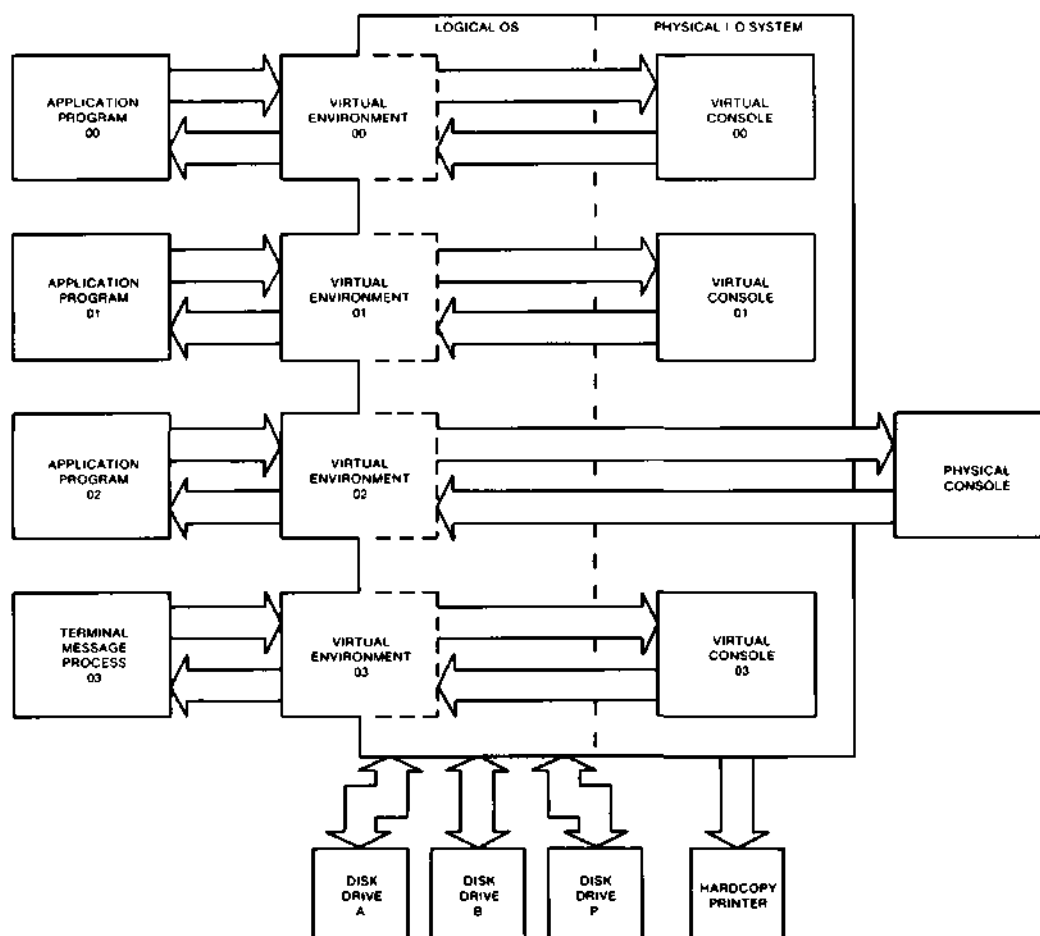 LOGICAL OS
PHYSICAL I O SYSTEM
APPLICATION
PROGRAM
00
VIRTUAL
ENVIRONMENT
00
VIRTUAL
CONSOLE
00
APPLICATION
PROGRAM
01
VIRTUAL
ENVIRONMENT
01
VIRTUAL
CONSOLE
01
APPLICATION
PROGRAM
02
VIRTUAL
ENVIRONMENT
02
PHYSICAL
CONSOLE
TERMINAL
MESSAGE
PROCESS
03
VIRTUAL
ENVIRONMENT
03
VIRTUAL
CONSOLE
03
DISK
DRIVE
A
DISK
DRIVE
B
DISK
DRIVE
P
HARDCOPY
PRINTER